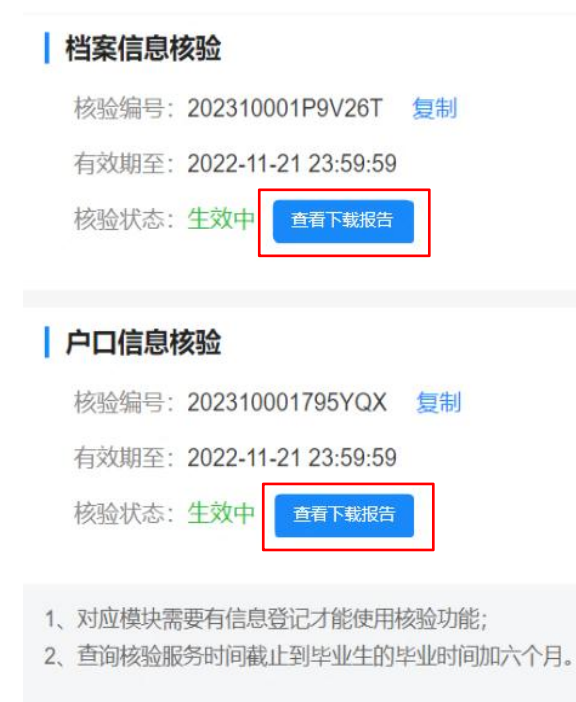 档案信息核验
核验编号：202310001P9V26T 复制
有效期至：2022-11-21 23:59:59
核验状态：生效中 查看下载报告
户口信息核验
核验编号：202310001795YQX 复制
有效期至：2022-11-21 23:59:59
核验状态：生效中 查看下载报告
1、对应模块需要有信息登记才能使用核验功能；
2、查询核验服务时间截止到毕业生的毕业时间加六个月。